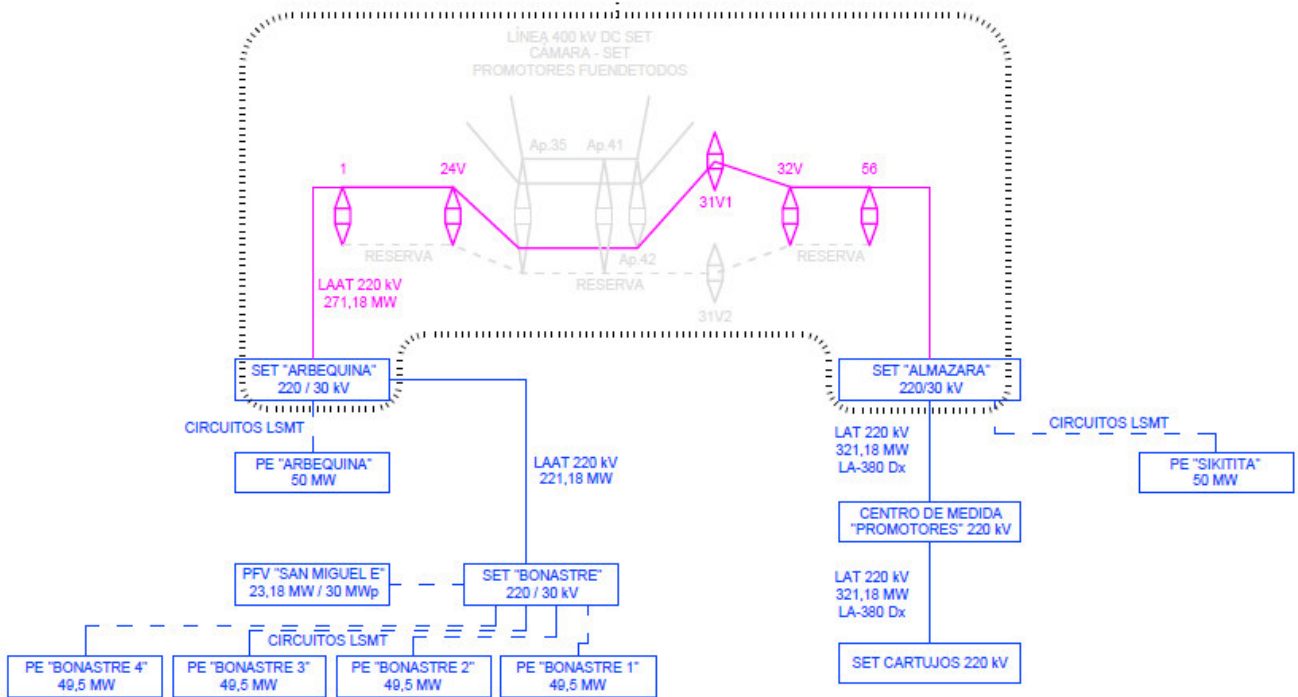 LÍNEA 400 kV DC SET
CÁMARA - SET
PROMOTORES FUENDETODOS
Ap.35
Ap.41
1
24V
31V1
32V
56
RESERVA
Ap.42
RESERVA
RESERVA
31V2
LAAT 220 kV
271,18 MW
SET "ARBEQUINA"
220 / 30 kV
SET "ALMAZARA"
220/30 kV
CIRCUITOS LSMT
PE "ARBEQUINA"
50 MW
LAAT 220 kV
221,18 MW
LAT 220 kV
321,18 MW
LA-380 Dx
CIRCUITOS LSMT
PE "SIKITITA"
50 MW
CENTRO DE MEDIDA
"PROMOTORES" 220 kV
PFV "SAN MIGUEL E"
23,18 MW / 30 MWp
SET "BONASTRE"
220 / 30 kV
LAT 220 kV
321,18 MW
LA-380 Dx
CIRCUITOS LSMT
PE "BONASTRE 4"
49,5 MW
PE "BONASTRE 3"
49,5 MW
PE "BONASTRE 2"
49,5 MW
PE "BONASTRE 1"
49,5 MW
SET CARTUJOS 220 kV